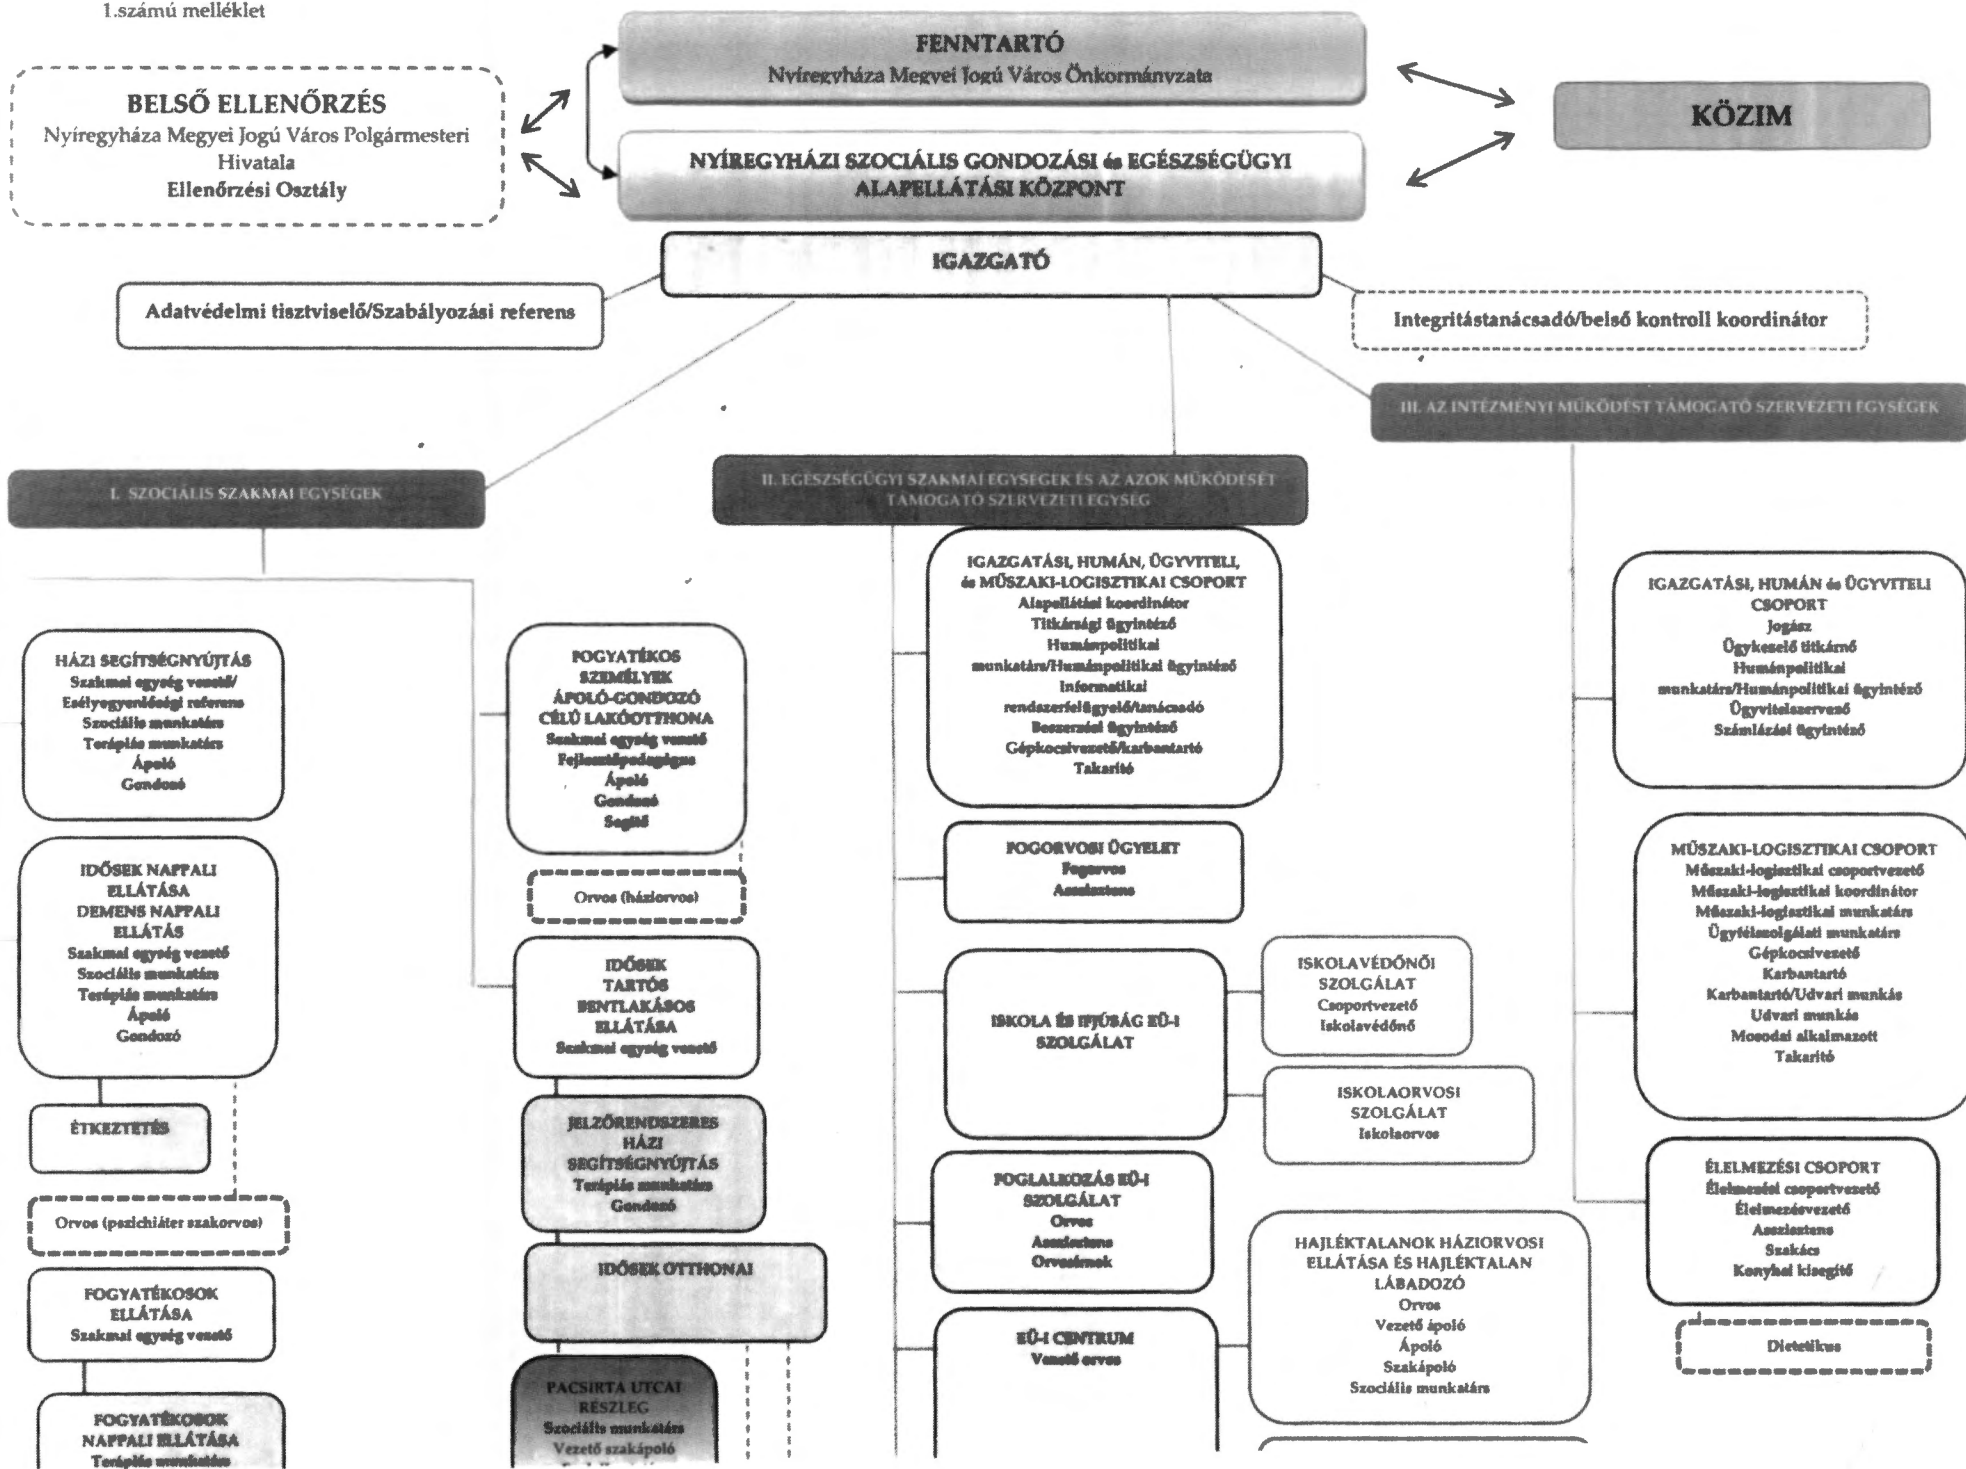 1.számú melléklet
FENNTARTÓ
Nyíregyháza Megyei Jogú Város Önkormányzata
BELSŐ ELLENŐRZÉS
Nyíregyháza Megyei Jogú Város Polgármesteri
Hivatala
Ellenőrzési Osztály
KÖZIM
NYÍREGYHÁZI SZOCIÁLIS GONDOZÁSI és EGÉSZSÉGÜGYI
ALAPELLÁTÁSI KÖZPONT
IGAZGATÓ
Adatvédelmi tisztviselő/Szabályozási referens
Integritástanácsadó/belső kontroll koordinátor
I. SZOCIÁLIS SZAKMAI EGYSÉGEK
HÁZI SEGÍTSÉGNYÚJTÁS
Szakmai egység vezető/
Esélyegyenlőségi referens
Szociális munkatárs
Terápiás munkatárs
Ápoló
Gondozó
IDŐSEK NAPPALI
ELLÁTÁSA
DEMENS NAPPALI
ELLÁTÁS
Szakmai egység vezető
Szociális munkatárs
Terápiás munkatárs
Ápoló
Gondozó
ÉTKEZTETÉS
Orvos (pszichiáter szakorvos)
FOGYATÉKOSOK
ELLÁTÁSA
Szakmai egység vezető
FOGYATÉKOSOK
NAPPALI ELLÁTÁSA
Terápiás munkatárs
FOGYATÉKOS
SZEMÉLYEK
ÁPOLÓ-GONDOZÓ
CÉLÚ LAKÓOTTHONA
Szakmai egység vezető
Fejlesztőpedagógus
Ápoló
Gondozó
Segítő
Orvos (háziorvos)
IDŐSEK
TARTÓS
BENTLAKÁSOS
ELLÁTÁSA
Szakmai egység vezető
JELZŐRENDSZERES
HÁZI
SEGÍTSÉGNYÚJTÁS
Terápiás munkatárs
Gondozó
IDŐSEK OTTHONAI
PACSIRTA UTCAI
RÉSZLEG
Szociális munkatárs
Vezető szakápoló
II. EGÉSZSÉGÜGYI SZAKMAI EGYSÉGEK ÉS AZ AZOK MŰKÖDÉSÉT
TÁMOGATÓ SZERVEZETI EGYSÉG
IGAZGATÁSI, HUMÁN, ÜGYVITELI,
és MŰSZAKI-LOGISZTIKAI CSOPORT
Alapellátási koordinátor
Titkársági ügyintéző
Humánpolitikai
munkatárs/Humánpolitikai ügyintéző
Informatikai
rendszerfelügyelő/tanácsadó
Beszerzési ügyintéző
Gépkocsivezető/karbantartó
Takarító
FOGORVOSI ÜGYELET
Fogorvos
Asszisztens
ISKOLA ÉS IFJÚSÁG EÜ-I
SZOLGÁLAT
ISKOLAVÉDŐNŐI
SZOLGÁLAT
Csoportvezető
Iskolavédőnő
ISKOLAORVOSI
SZOLGÁLAT
Iskolaorvos
FOGLALKOZÁS EÜ-I
SZOLGÁLAT
Orvos
Asszisztens
Orvosírnok
EÜ-I CENTRUM
Vezető orvos
HAJLÉKTALANOK HÁZIORVOSI
ELLÁTÁSA ÉS HAJLÉKTALAN
LÁBADOZÓ
Orvos
Vezető ápoló
Ápoló
Szakápoló
Szociális munkatárs
III. AZ INTÉZMÉNYI MŰKÖDÉST TÁMOGATÓ SZERVEZETI EGYSÉGEK
IGAZGATÁSI, HUMÁN és ÜGYVITELI
CSOPORT
Jogász
Ügykezelő titkárnő
Humánpolitikai
munkatárs/Humánpolitikai ügyintéző
Ügyvitelszervező
Számlázási ügyintéző
MŰSZAKI-LOGISZTIKAI CSOPORT
Műszaki-logisztikai csoportvezető
Műszaki-logisztikai koordinátor
Műszaki-logisztikai munkatárs
Ügyfélszolgálati munkatárs
Gépkocsivezető
Karbantartó
Karbantartó/Udvari munkás
Udvari munkás
Mosodai alkalmazott
Takarító
ÉLELMEZÉSI CSOPORT
Élelmezési csoportvezető
Élelmezésvezető
Asszisztens
Szakács
Konyhai kisegítő
Dietetikus